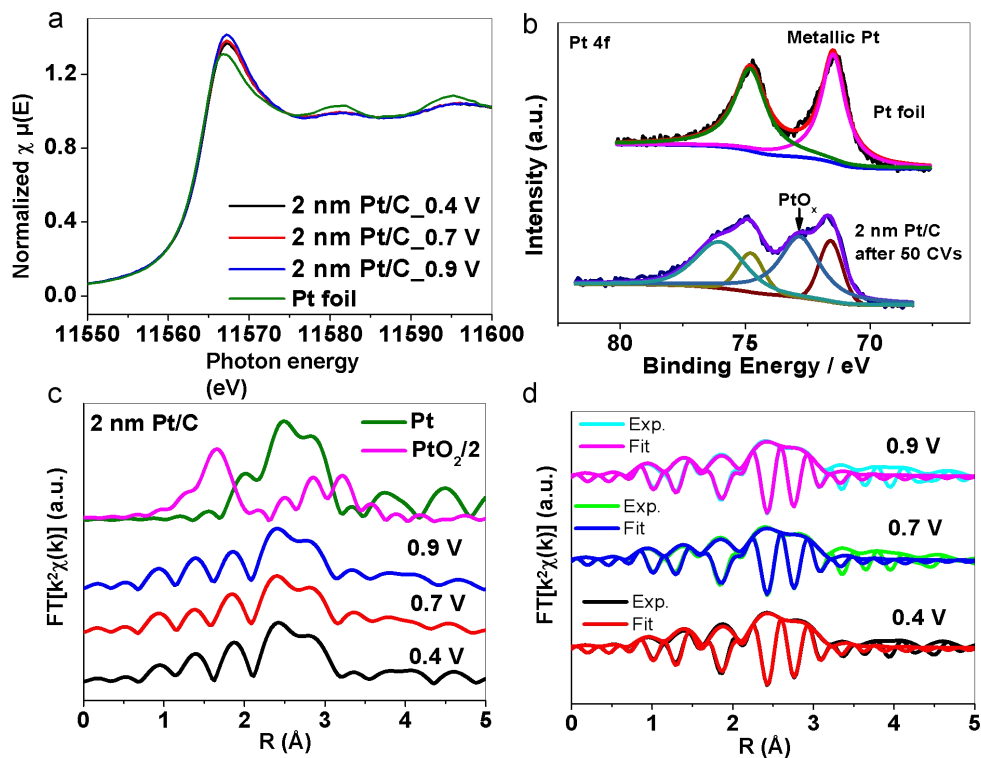 a
Normalized χ μ(E)
1.2
0.8
0.4
0.0
2 nm Pt/C_0.4 V
2 nm Pt/C_0.7 V
2 nm Pt/C_0.9 V
Pt foil
11550
11560
11570
11580
11590
11600
Photon energy
(eV)
b
Pt 4f
Metallic Pt
Pt foil
PtOₓ
2 nm Pt/C
after 50 CVs
Intensity (a.u.)
80
75
70
Binding Energy / eV
c
2 nm Pt/C
Pt
PtO₂/2
0.9 V
0.7 V
0.4 V
FT[k²χ(k)] (a.u.)
0
1
2
3
4
5
R (Å)
d
Exp.
Fit
0.9 V
Exp.
Fit
0.7 V
Exp.
Fit
0.4 V
FT[k²χ(k)] (a.u.)
0
1
2
3
4
5
R (Å)